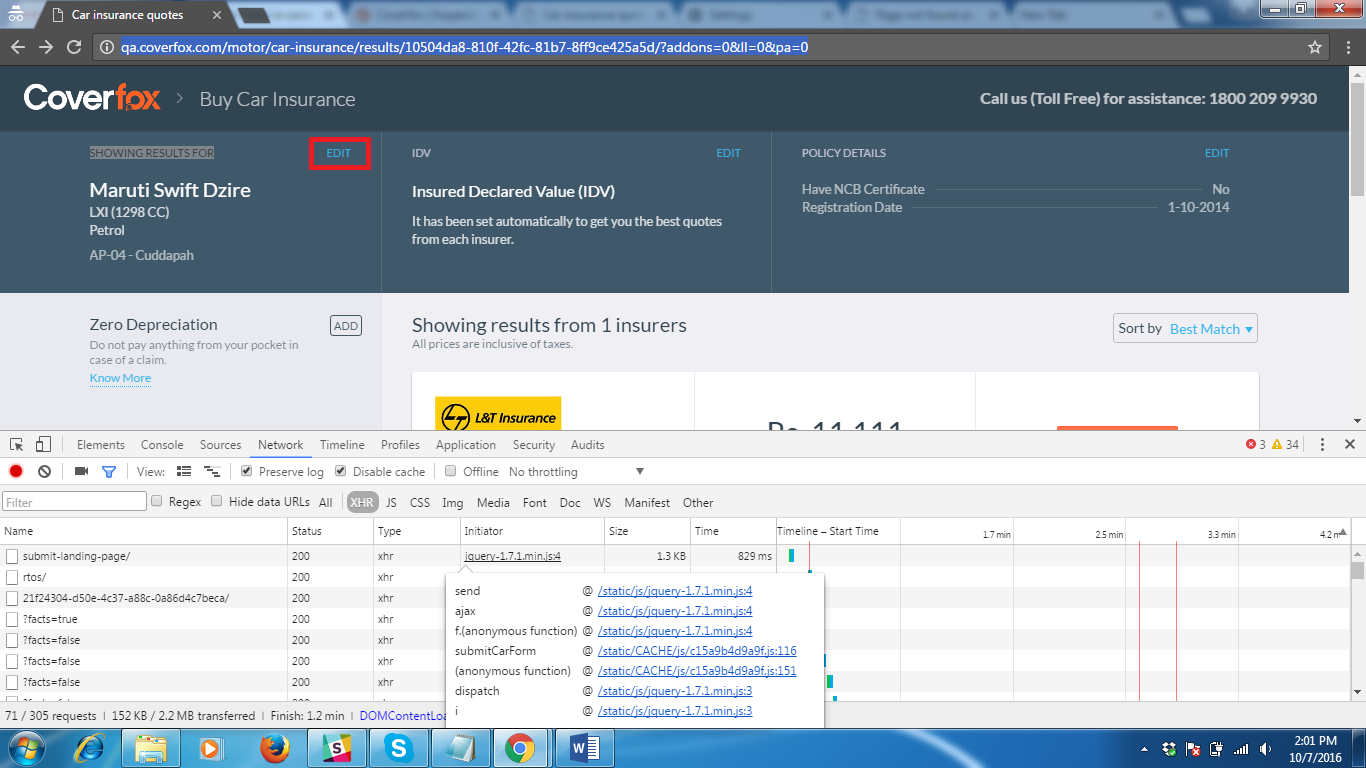 Car insurance quotes
Settings
New Tab
qa.coverfox.com/motor/car-insurance/results/10504da8-810f-42fc-81b7-8ff9ce425a5d/?addons=0&ll=0&pa=0
Coverfox > Buy Car Insurance
Call us (Toll Free) for assistance: 1800 209 9930
SHOWING RESULTS FOR EDIT
Maruti Swift Dzire
LXI (1298 CC)
Petrol
AP-04 - Cuddapah
IDV EDIT
Insured Declared Value (IDV)
It has been set automatically to get you the best quotes
from each insurer.
POLICY DETAILS EDIT
Have NCB Certificate No
Registration Date 1-10-2014
Zero Depreciation ADD
Do not pay anything from your pocket in
case of a claim.
Know More
Showing results from 1 insurers
All prices are inclusive of taxes.
Sort by Best Match
L&T Insurance
Rs. 11,111
Elements Console Sources Network Timeline Profiles Application Security Audits 3 34
View: Preserve log Disable cache Offline No throttling
Filter Regex Hide data URLs All XHR JS CSS Img Media Font Doc WS Manifest Other
Name Status Type Initiator Size Time Timeline – Start Time 1.7 min 2.5 min 3.3 min 4.2 m
submit-landing-page/ 200 xhr jquery-1.7.1.min.js:4 1.3 KB 829 ms
rtos/ 200 xhr
21f24304-d50e-4c37-a88c-0a86d4c7beca/ 200 xhr
?facts=true 200 xhr
?facts=false 200 xhr
?facts=false 200 xhr
?facts=false 200 xhr
?facts=false 200 xhr
send @ /static/js/jquery-1.7.1.min.js:4
ajax @ /static/js/jquery-1.7.1.min.js:4
f.(anonymous function) @ /static/js/jquery-1.7.1.min.js:4
submitCarForm @ /static/CACHE/js/c15a9b4d9a9f.js:116
(anonymous function) @ /static/CACHE/js/c15a9b4d9a9f.js:151
dispatch @ /static/js/jquery-1.7.1.min.js:3
i @ /static/js/jquery-1.7.1.min.js:3
71 / 305 requests | 152 KB / 2.2 MB transferred | Finish: 1.2 min | DOMContentLoa
2:01 PM
10/7/2016